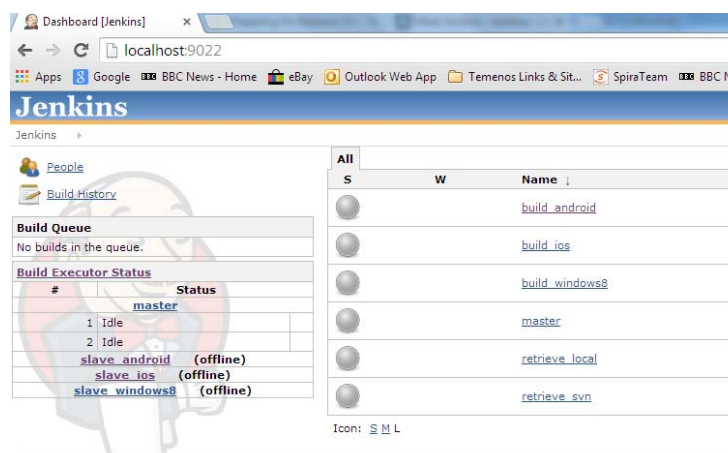 Dashboard [Jenkins]
localhost:9022
Apps Google BBC News - Home eBay Outlook Web App Temenos Links & Sit... SpiraTeam BBC N
Jenkins
Jenkins
People
Build History
Build Queue
No builds in the queue.
Build Executor Status
# Status
master
1 Idle
2 Idle
slave_android (offline)
slave_ios (offline)
slave_windows8 (offline)
All
S W Name ↓
build_android
build_ios
build_windows8
master
retrieve_local
retrieve_svn
Icon: S M L